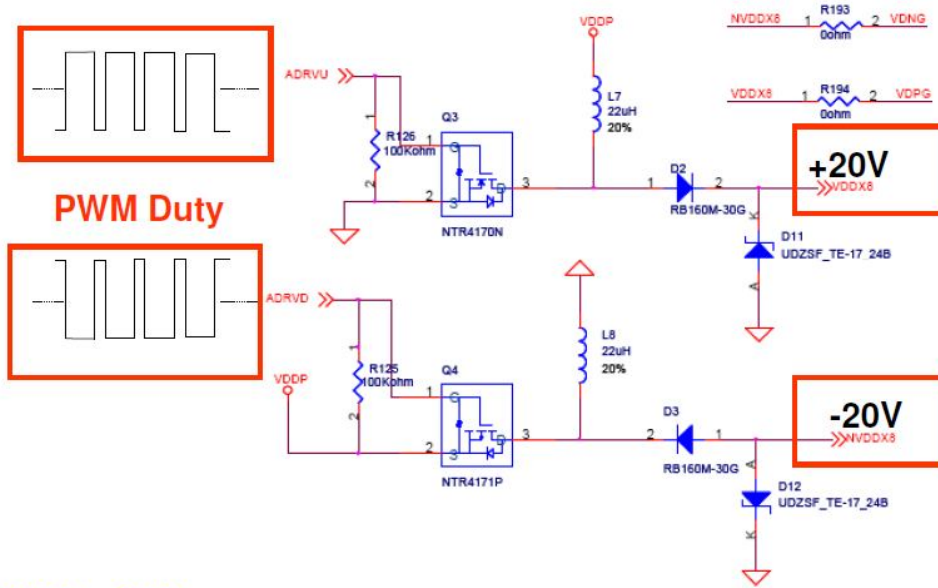 NVDDX8 1 R193 2 VDNG
0ohm
VDDP
ADRVU
L7
22uH
20%
VDDX8 1 R194 2 VDPG
0ohm
Q3
1
R126
100Kohm
2
1
G
2
S
D
3
NTR4170N
D2
1 2
RB160M-30G
+20V
VDDX8
K
D11
UDZSF_TE-17_24B
A
PWM Duty
ADRVD
L8
22uH
20%
1
R125
100Kohm
2
VDDP
Q4
1
G
2
S
D
3
NTR4171P
D3
2 1
RB160M-30G
-20V
NVDDX8
A
D12
UDZSF_TE-17_24B
K